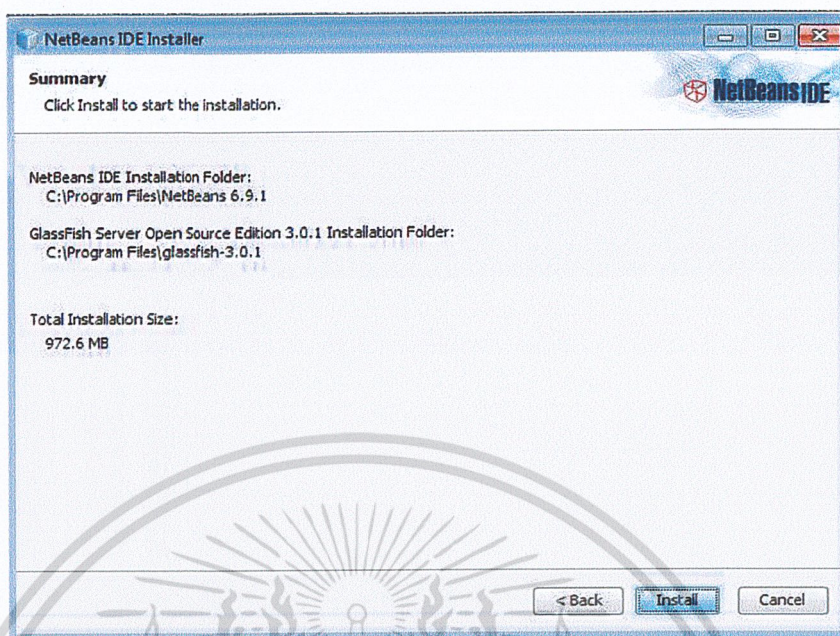 NetBeans IDE Installer
Summary
Click Install to start the installation.
NetBeans IDE
NetBeans IDE Installation Folder:
C:\Program Files\NetBeans 6.9.1
GlassFish Server Open Source Edition 3.0.1 Installation Folder:
C:\Program Files\glassfish-3.0.1
Total Installation Size:
972.6 MB
< Back
Install
Cancel